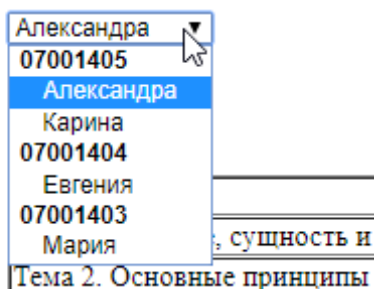 Александра
07001405
Александра
Карина
07001404
Евгения
07001403
Мария
, сущность и
Тема 2. Основные принципы